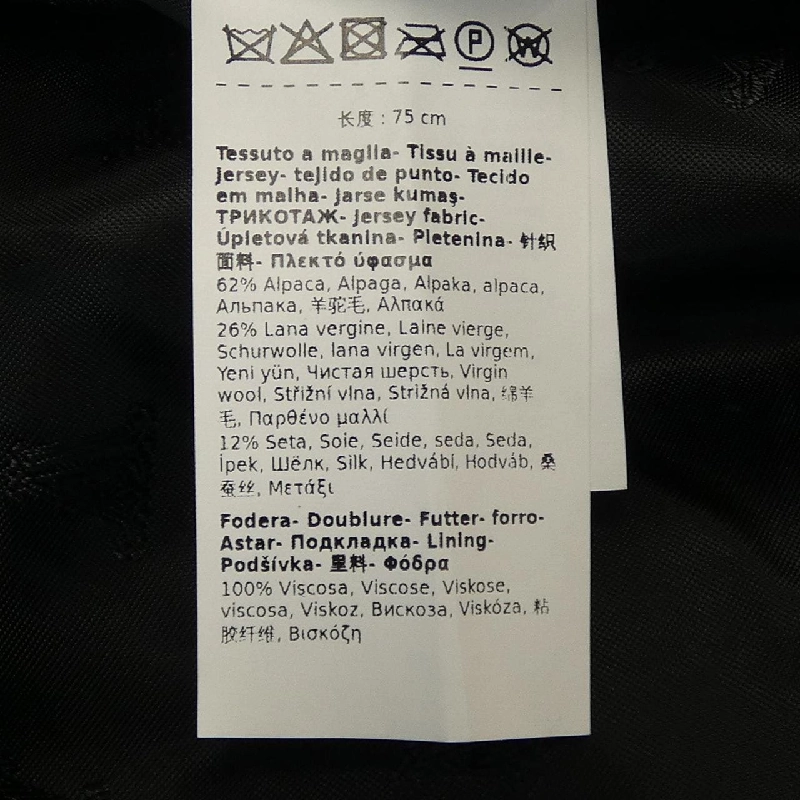 P W
长度 : 75 cm
Tessuto a maglia- Tissu à maille-
Jersey- tejido de punto- Tecido
em malha- Jarse kumaş-
ТРИКОТАЖ- Jersey fabric-
Úpletová tkanina- Pletenina- 针织
面料- Πλεκτό ύφασμα
62% Alpaca, Alpaga, Alpaka, alpaca,
Альпака, 羊驼毛, Αλπακά
26% Lana vergine, Laine vierge,
Schurwolle, lana virgen, La virgem,
Yeni yün, Чистая шерсть, Virgin
wool, Střižní vlna, Strižná vlna, 绵羊
毛, Παρθένο μαλλί
12% Seta, Soie, Seide, seda, Seda,
İpek, Шёлк, Silk, Hedvábí, Hodváb, 桑
蚕丝, Μετάξι
Fodera- Doublure- Futter- forro-
Astar- Подкладка- Lining-
Podšívka- 里料- Φόδρα
100% Viscosa, Viscose, Viskose,
viscosa, Viskoz, Вискоза, Viskóza, 粘
胶纤维, Βισκόζη